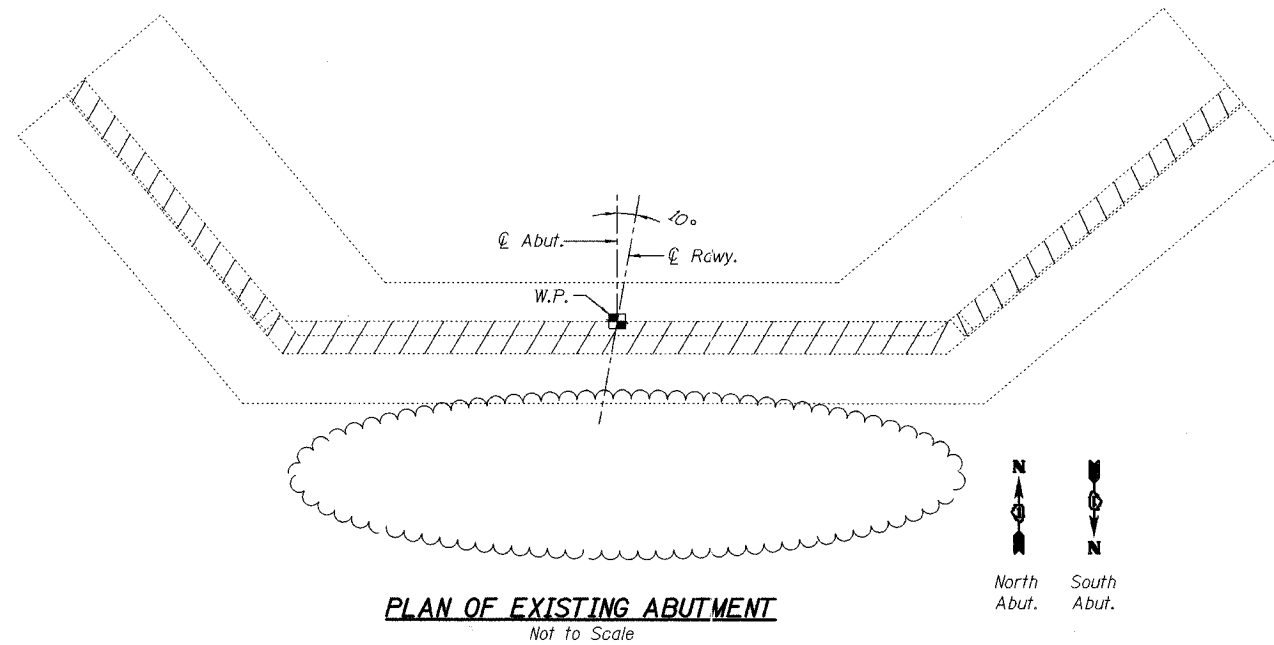 10°
℄ Abut.
℄ Rdwy.
W.P.
N
N
North
Abut.
South
Abut.
PLAN OF EXISTING ABUTMENT
Not to Scale